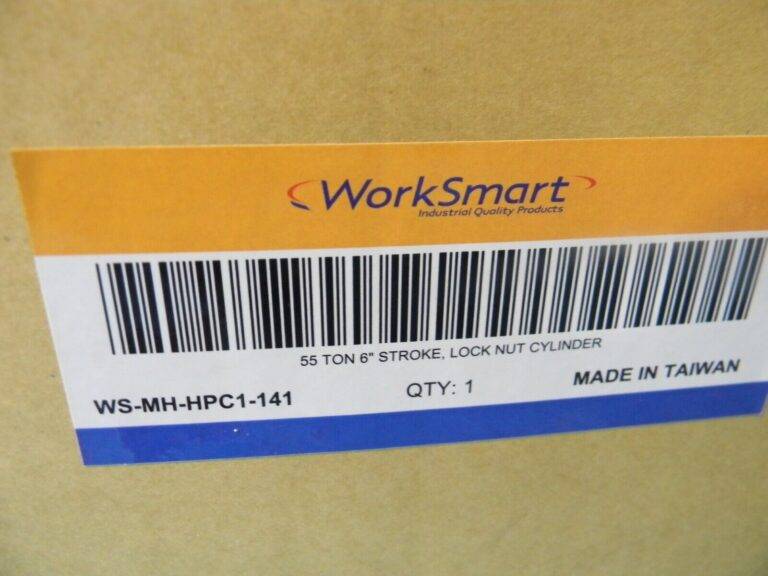 WorkSmart
Industrial Quality Products
55 TON 6" STROKE, LOCK NUT CYLINDER
WS-MH-HPC1-141 QTY: 1 MADE IN TAIWAN